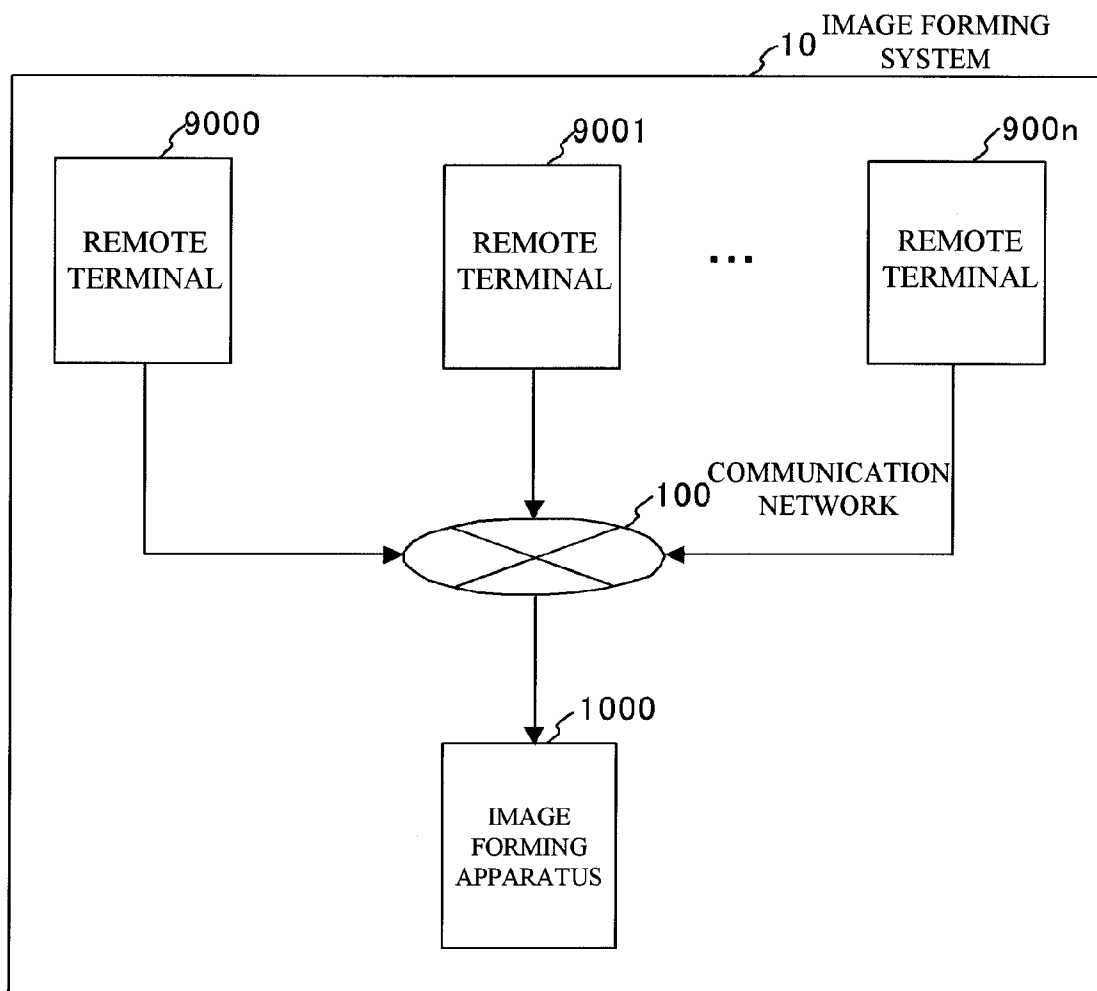 10 IMAGE FORMING
SYSTEM
9000
9001
900n
REMOTE
TERMINAL
REMOTE
TERMINAL
...
REMOTE
TERMINAL
100 COMMUNICATION
NETWORK
1000
IMAGE
FORMING
APPARATUS